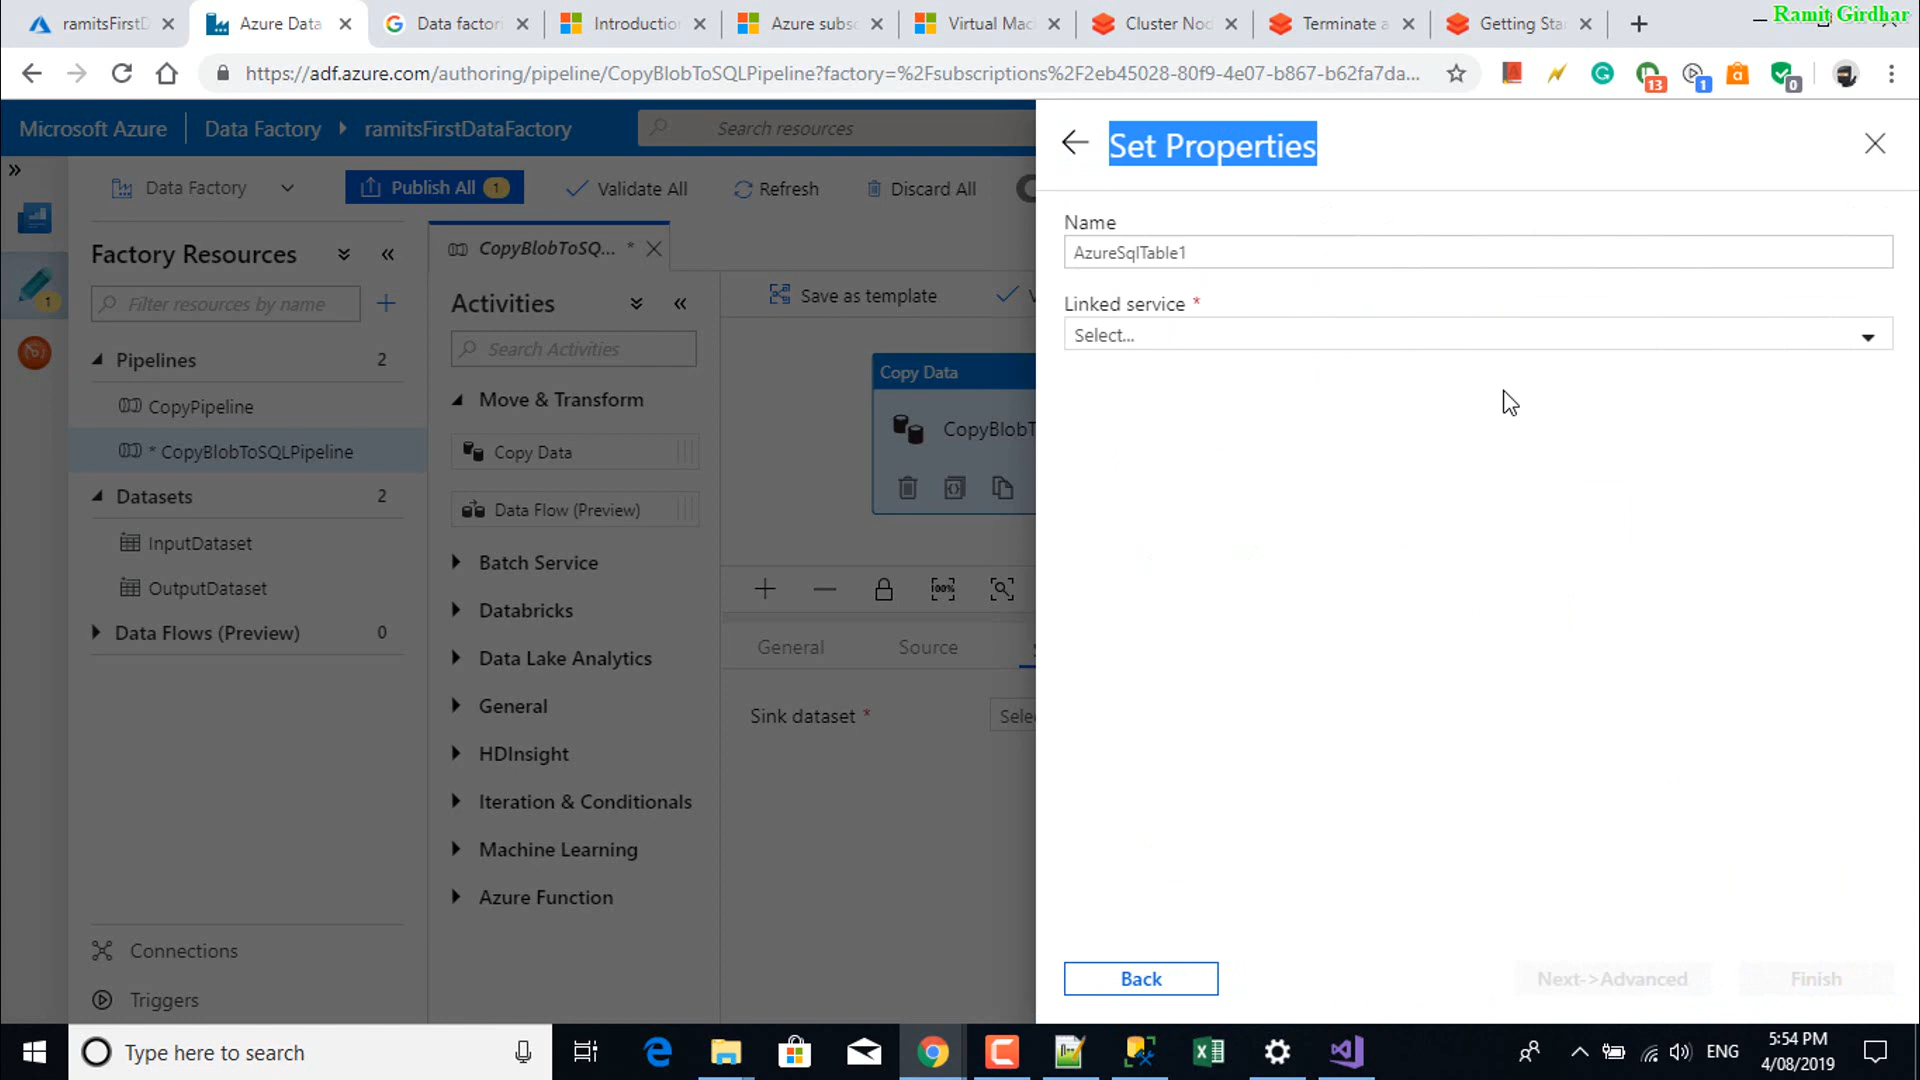 ramitsFirstD
Azure Data
Data factor
Introduction
Azure subs
Virtual Mac
Cluster Nod
Terminate a
Getting Sta
Ramit Girdhar
https://adf.azure.com/authoring/pipeline/CopyBlobToSQLPipeline?factory=%2Fsubscriptions%2F2eb45028-80f9-4e07-b867-b62fa7da...
13
1
0
Microsoft Azure
Data Factory
ramitsFirstDataFactory
Search resources
Set Properties
Data Factory
Publish All 1
Validate All
Refresh
Discard All
Name
AzureSqlTable1
Factory Resources
CopyBlobToSQ... *
1
Filter resources by name
Activities
Save as template
Linked service *
Select...
Search Activities
Pipelines 2
Copy Data
CopyPipeline
Move & Transform
CopyBlobT
* CopyBlobToSQLPipeline
Copy Data
Datasets 2
Data Flow (Preview)
InputDataset
Batch Service
OutputDataset
100%
Databricks
Data Flows (Preview) 0
General
Source
Data Lake Analytics
General
Sink dataset *
Sele
HDInsight
Iteration & Conditionals
Machine Learning
Azure Function
Connections
Triggers
Back
Next->Advanced
Finish
Type here to search
ENG
5:54 PM
4/08/2019